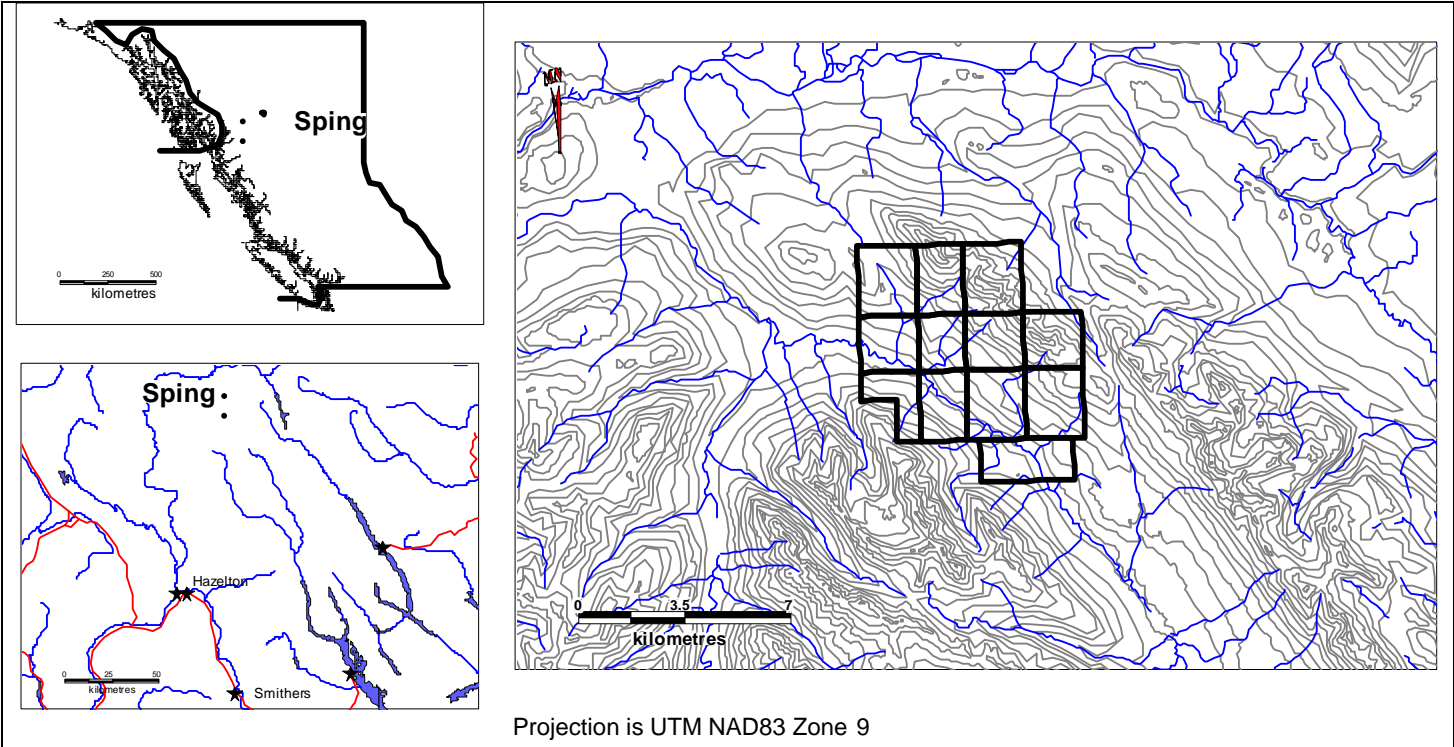 Sping
0 250 500
kilometres
Sping
Hazelton
0 25 50
kilometres
Smithers
MN
0 3.5 7
kilometres
Projection is UTM NAD83 Zone 9